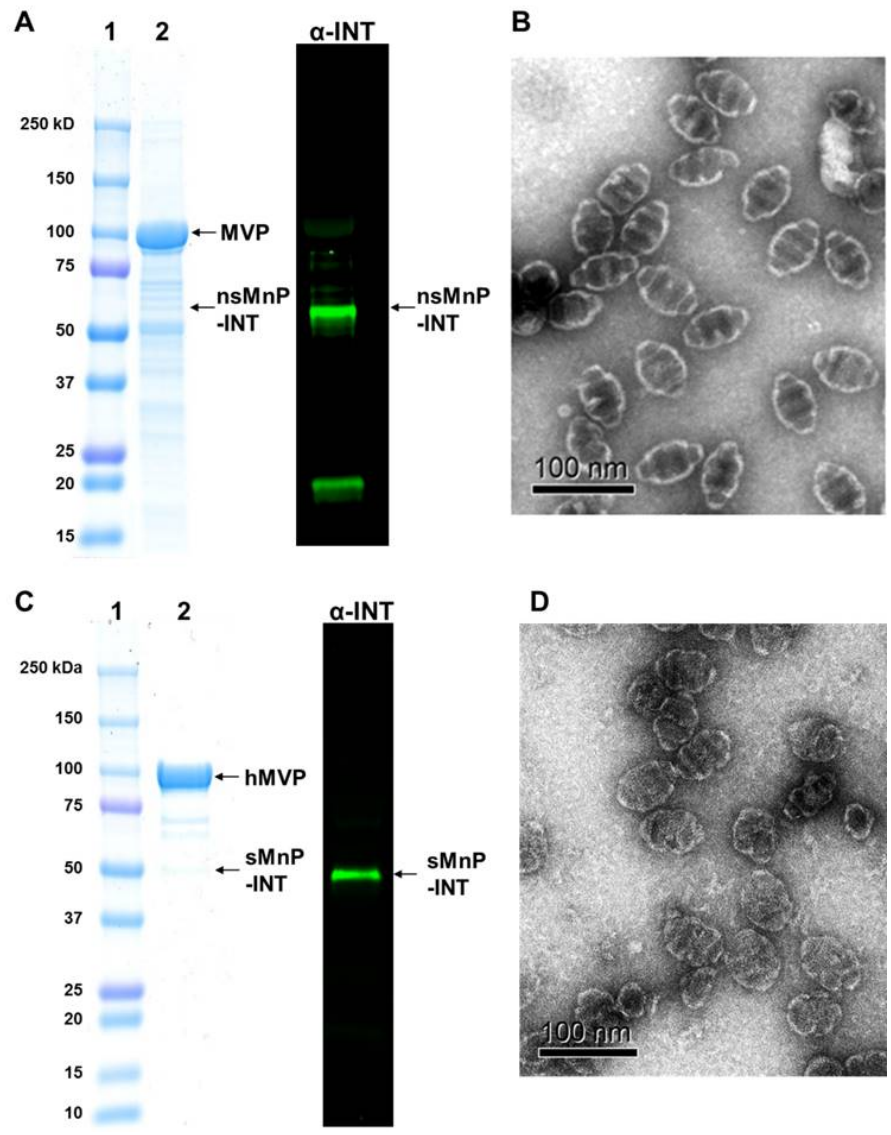 A
1 2
α-INT
250 kD
150
100
75
50
37
25
20
15
MVP
nsMnP
-INT
nsMnP
-INT
B
100 nm
C
1 2
α-INT
250 kDa
150
100
75
50
37
25
20
15
10
hMVP
sMnP
-INT
sMnP
-INT
D
100 nm